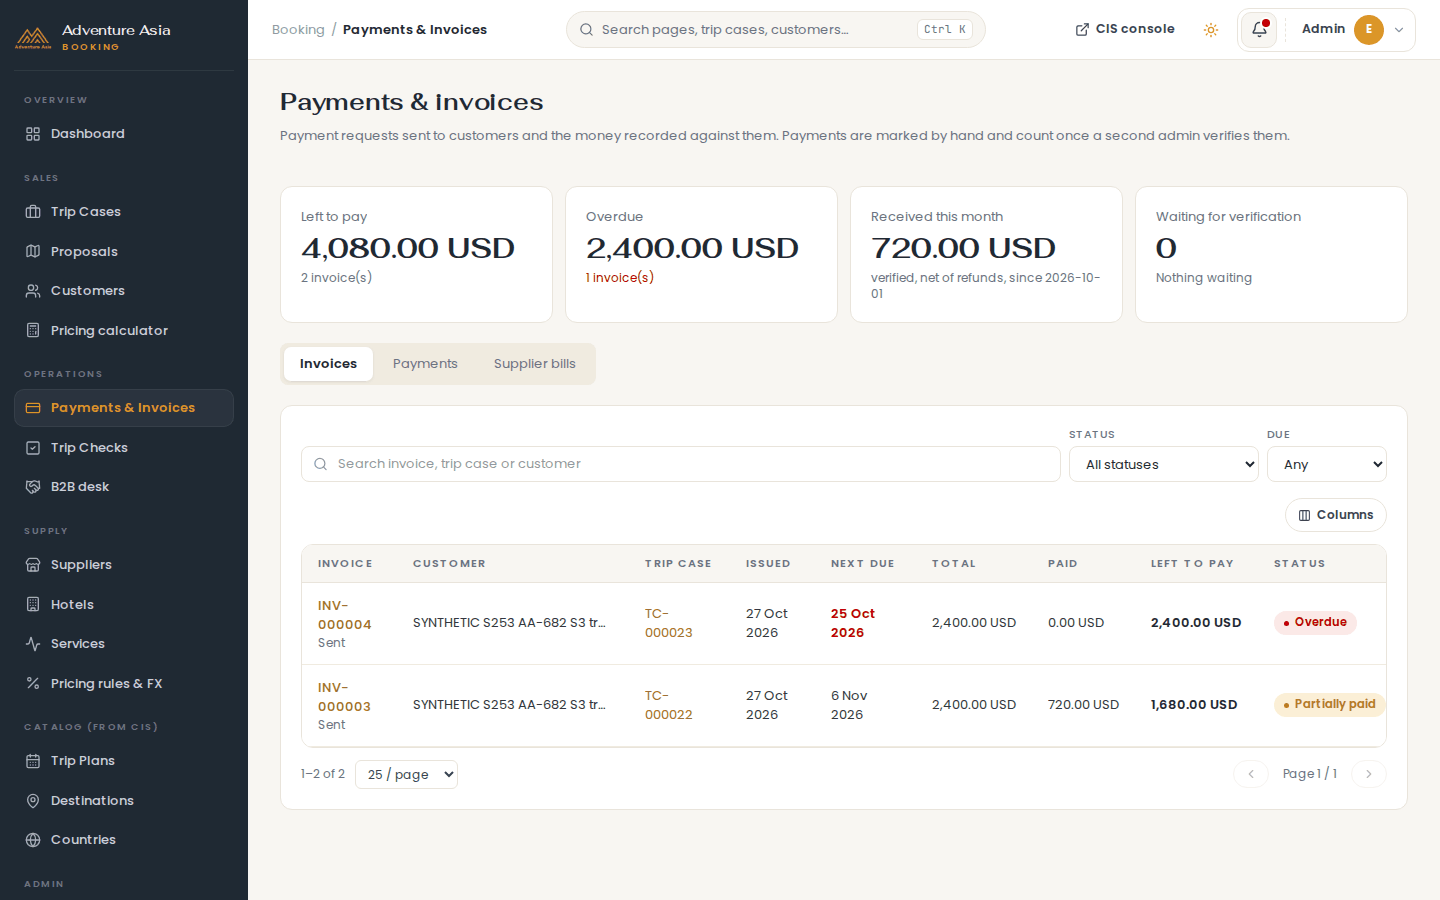 Adventure Asia
BOOKING
Adventure Asia
OVERVIEW
Dashboard
SALES
Trip Cases
Proposals
Customers
Pricing calculator
OPERATIONS
Payments & Invoices
Trip Checks
B2B desk
SUPPLY
Suppliers
Hotels
Services
Pricing rules & FX
CATALOG (FROM CIS)
Trip Plans
Destinations
Countries
ADMIN
Booking / Payments & Invoices
Search pages, trip cases, customers…
Ctrl K
CIS console
Admin
E
Payments & Invoices
Payment requests sent to customers and the money recorded against them. Payments are marked by hand and count once a second admin verifies them.
Left to pay
4,080.00 USD
2 invoice(s)
Overdue
2,400.00 USD
1 invoice(s)
Received this month
720.00 USD
verified, net of refunds, since 2026-10-
01
Waiting for verification
0
Nothing waiting
Invoices Payments Supplier bills
STATUS DUE
Search invoice, trip case or customer All statuses Any
Columns
INVOICE CUSTOMER TRIP CASE ISSUED NEXT DUE TOTAL PAID LEFT TO PAY STATUS
INV-
000004
Sent
SYNTHETIC S253 AA-682 S3 tr…
TC-
000023
27 Oct
2026
25 Oct
2026
2,400.00 USD
0.00 USD
2,400.00 USD
Overdue
INV-
000003
Sent
SYNTHETIC S253 AA-682 S3 tr…
TC-
000022
27 Oct
2026
6 Nov
2026
2,400.00 USD
720.00 USD
1,680.00 USD
Partially paid
1–2 of 2 25 / page Page 1 / 1